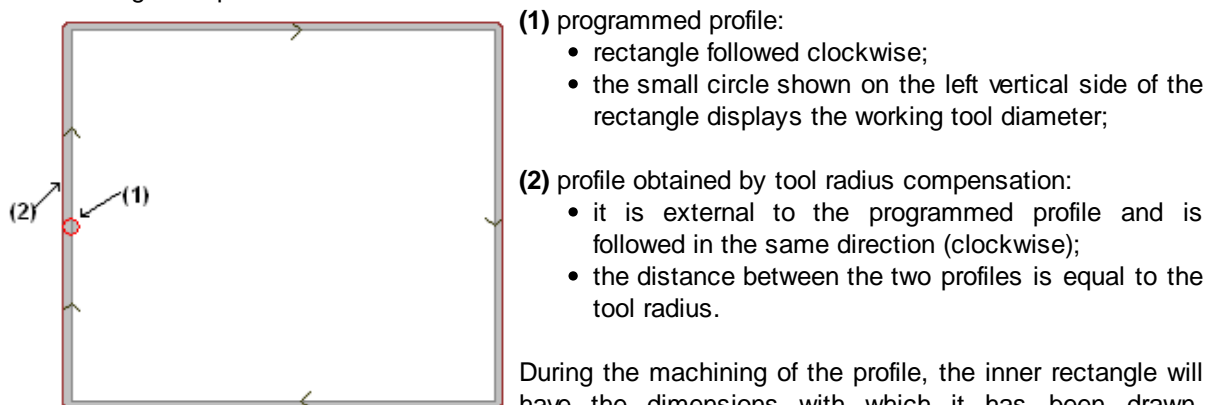 (1) programmed profile:
• rectangle followed clockwise;
• the small circle shown on the left vertical side of the
rectangle displays the working tool diameter;
(2) profile obtained by tool radius compensation:
• it is external to the programmed profile and is
followed in the same direction (clockwise);
• the distance between the two profiles is equal to the
tool radius.
During the machining of the profile, the inner rectangle will
have the dimensions with which it has been drawn.
(1)
(2)